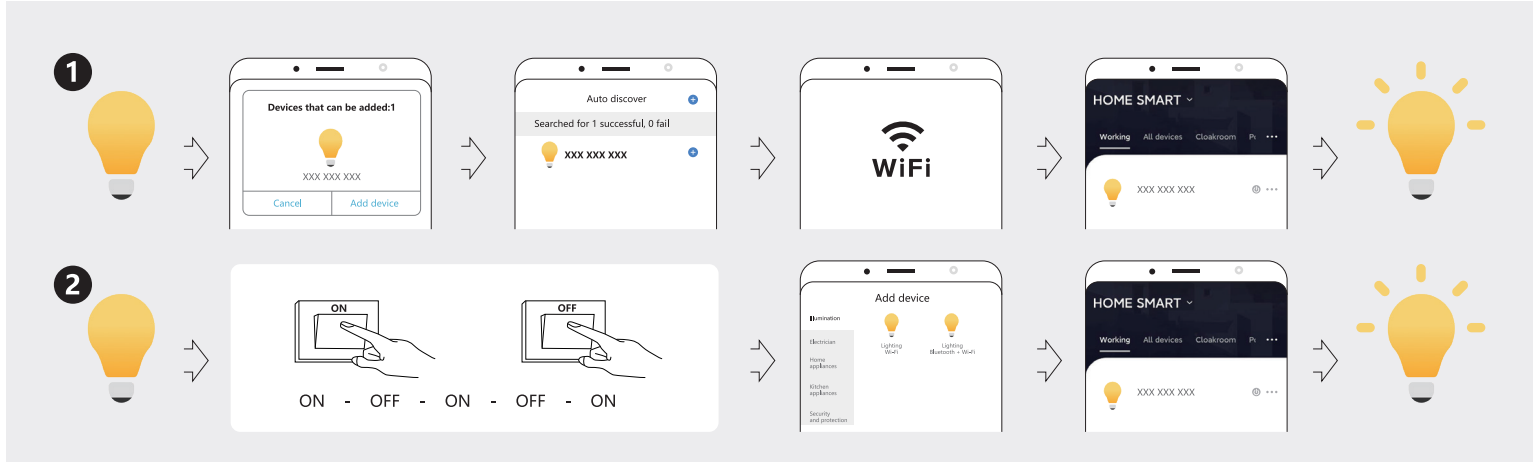 1
Devices that can be added:1
XXX XXX XXX
Cancel
Add device
Auto discover
Searched for 1 successful, 0 fail
XXX XXX XXX
WiFi
HOME SMART
Working All devices Cloakroom
XXX XXX XXX
2
ON
OFF
ON - OFF - ON - OFF - ON
Add device
Illumination
Electrician
Home
appliances
Kitchen
appliances
Security
and protection
Lighting
Wi-Fi
Lighting
Bluetooth + Wi-Fi
HOME SMART
Working All devices Cloakroom
XXX XXX XXX